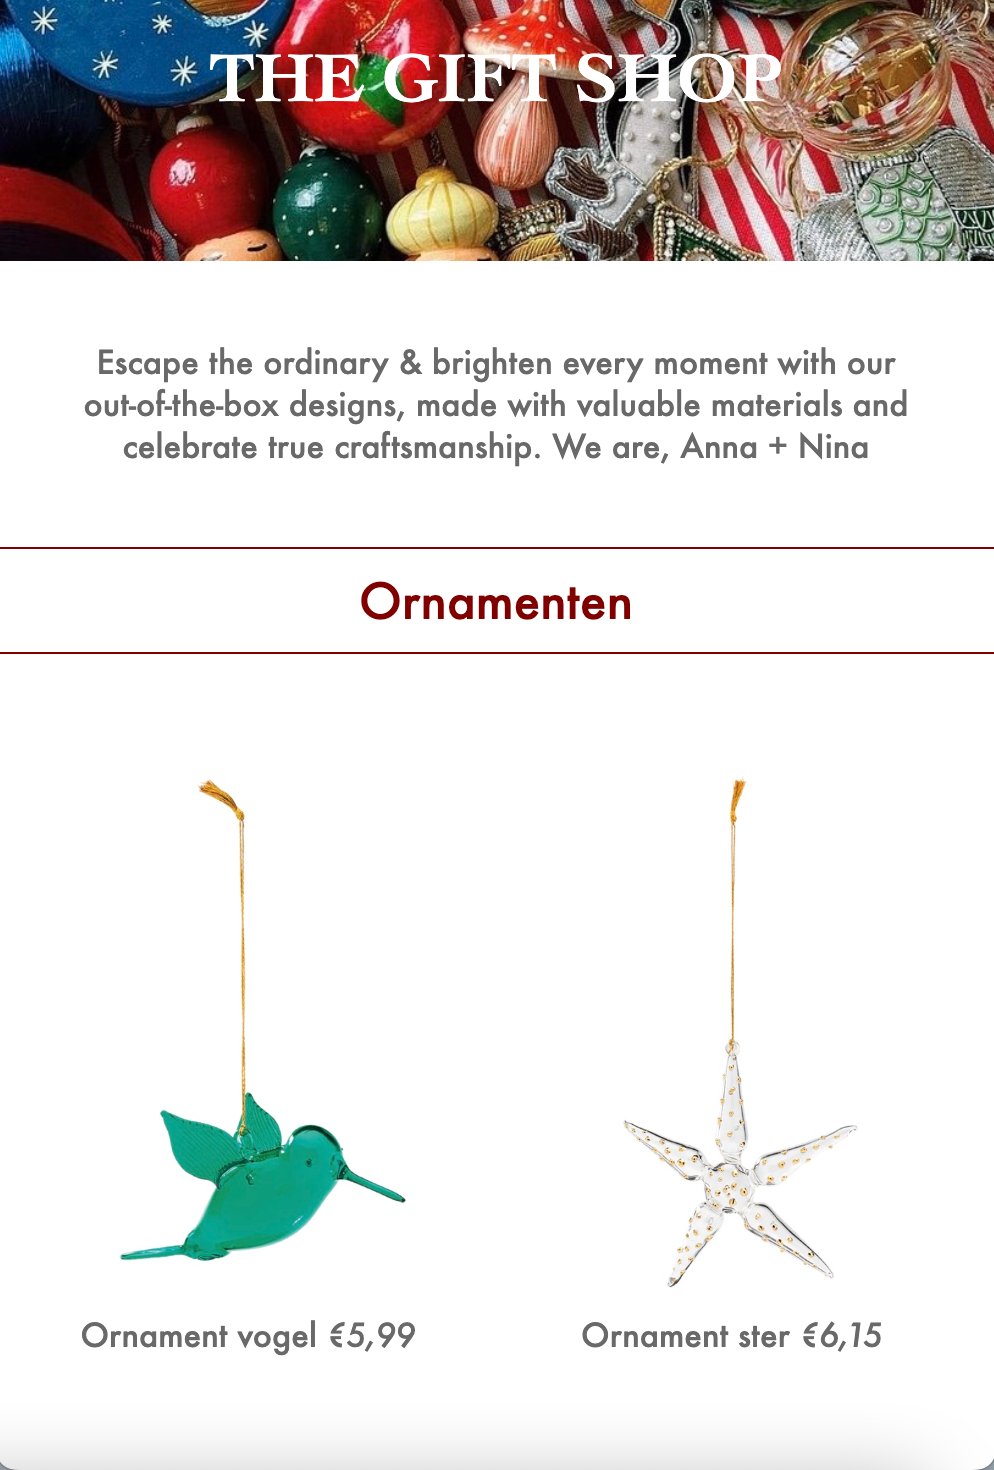 THE GIFT SHOP
Escape the ordinary & brighten every moment with our
out-of-the-box designs, made with valuable materials and
celebrate true craftsmanship. We are, Anna + Nina
Ornamenten
Ornament vogel €5,99
Ornament ster €6,15